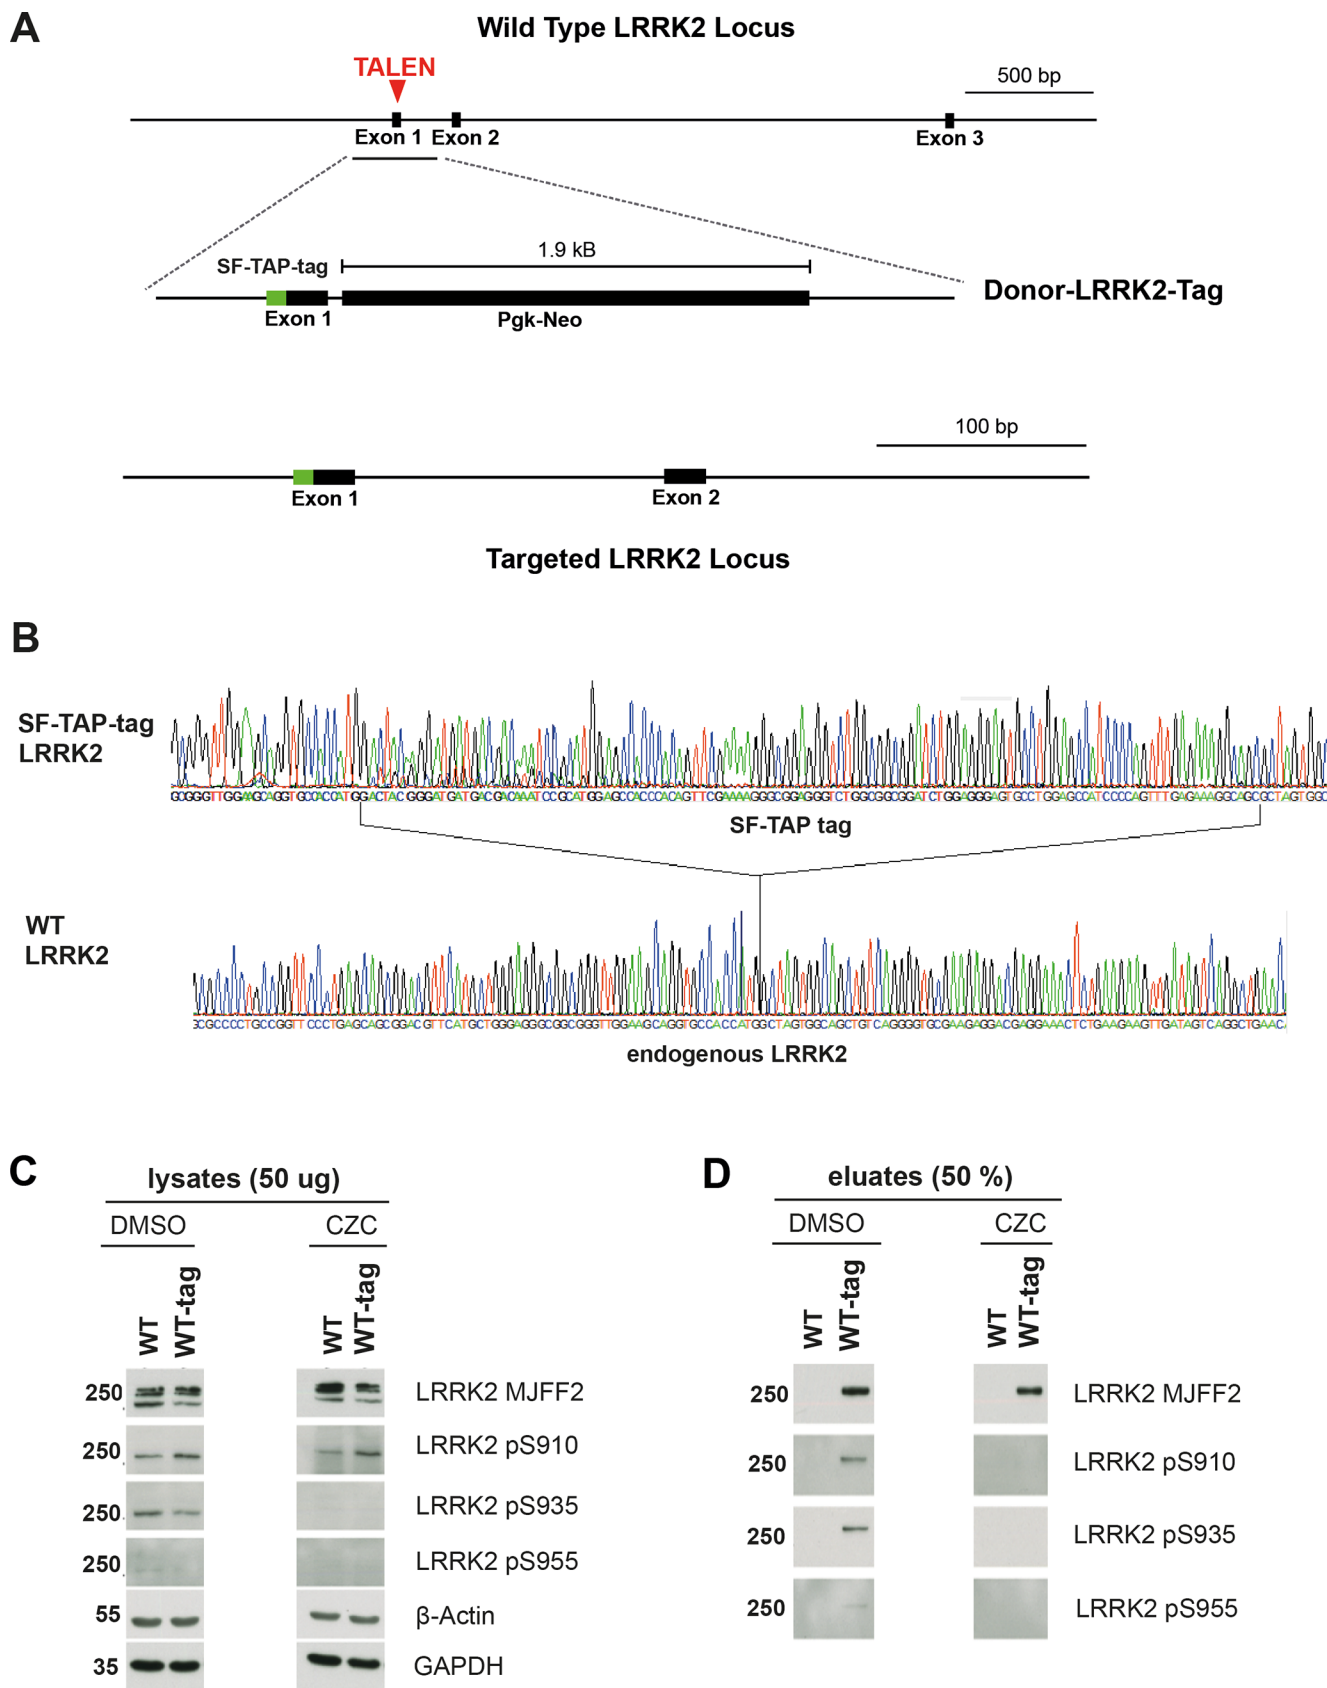 A
Wild Type LRRK2 Locus
TALEN
500 bp
Exon 1 Exon 2 Exon 3
1.9 kB
SF-TAP-tag
Donor-LRRK2-Tag
Exon 1
Pgk-Neo
100 bp
Exon 1
Exon 2
Targeted LRRK2 Locus
B
SF-TAP-tag
LRRK2
GCGGGTTGGAAGCAGGTGCCACCATGGACTACGGGATGATGACGACAAATCCGCATGGAGCCACCCACAGTTCGAAAAGGGCGGAGGGTCTGGCGGCGGATCTGGAGGGAGTGCCTGGAGCCATCCCCAGTTTGAGAAAGGCAGCGCTAGTGGC
SF-TAP tag
WT
LRRK2
GCGCCCCTGCCGGTTCCCTGAGCAGCGGACGTTCATGCTGGGAGGGCGGCGGGTTGGAAGCAGGTGCCACCATGGCTAGTGGCAGCTGTCAGGGGTGCGAAGAGGACGAGGAAACTCTGAAGAAGTTGATAGTCAGGCTGAAC
endogenous LRRK2
C
lysates (50 ug)
DMSO CZC
WT WT-tag WT WT-tag
250 LRRK2 MJFF2
250 LRRK2 pS910
250 LRRK2 pS935
250 LRRK2 pS955
55 β-Actin
35 GAPDH
D
eluates (50 %)
DMSO CZC
WT WT-tag WT WT-tag
250 LRRK2 MJFF2
250 LRRK2 pS910
250 LRRK2 pS935
250 LRRK2 pS955